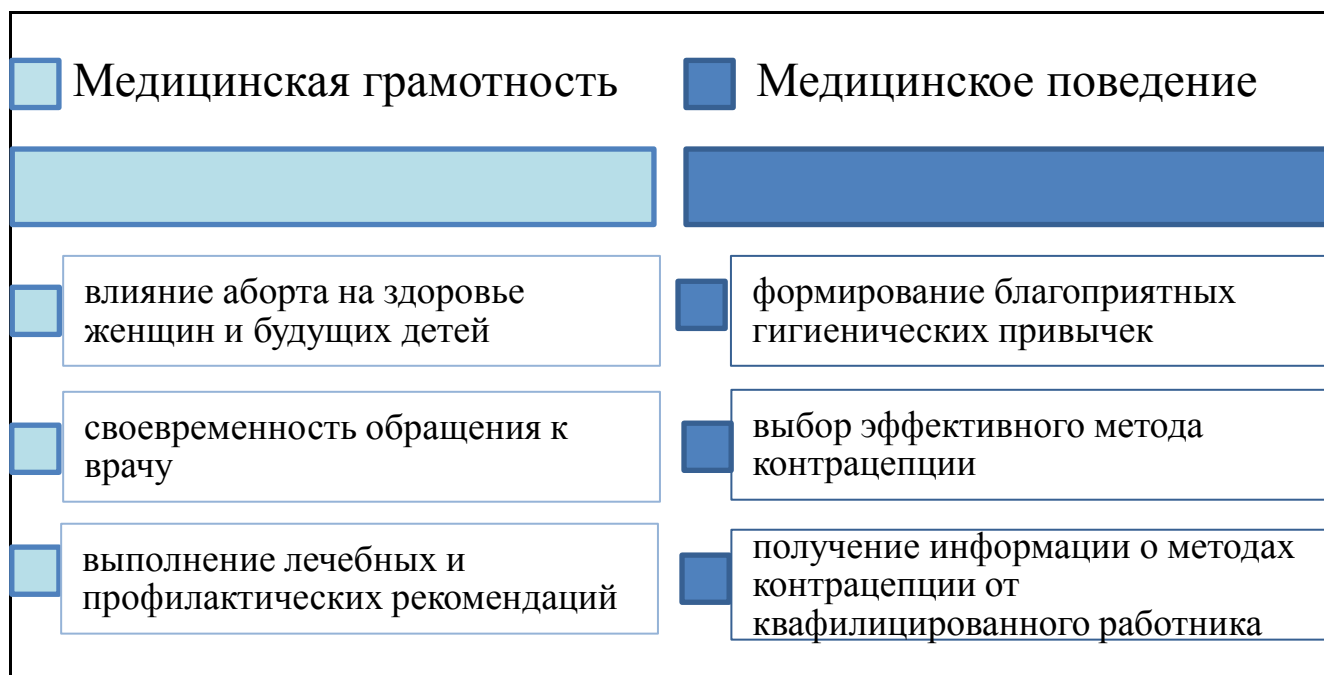 Медицинская грамотность
Медицинское поведение
влияние аборта на здоровье
женщин и будущих детей
своевременность обращения к
врачу
выполнение лечебных и
профилактических рекомендаций
формирование благоприятных
гигиенических привычек
выбор эффективного метода
контрацепции
получение информации о методах
контрацепции от
квафилицированного работника